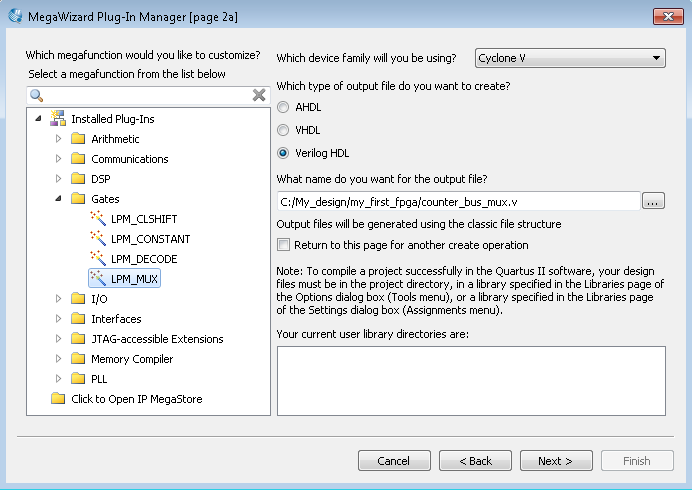 MegaWizard Plug-In Manager [page 2a]
Which megafunction would you like to customize?
Select a megafunction from the list below
Installed Plug-Ins
Arithmetic
Communications
DSP
Gates
LPM_CLSHIFT
LPM_CONSTANT
LPM_DECODE
LPM_MUX
I/O
Interfaces
JTAG-accessible Extensions
Memory Compiler
PLL
Click to Open IP MegaStore
Which device family will you be using?
Cyclone V
Which type of output file do you want to create?
AHDL
VHDL
Verilog HDL
What name do you want for the output file?
C:/My_design/my_first_fpga/counter_bus_mux.v
...
Output files will be generated using the classic file structure
Return to this page for another create operation
Note: To compile a project successfully in the Quartus II software, your design
files must be in the project directory, in a library specified in the Libraries page of
the Options dialog box (Tools menu), or a library specified in the Libraries page
of the Settings dialog box (Assignments menu).
Your current user library directories are:
Cancel
< Back
Next >
Finish